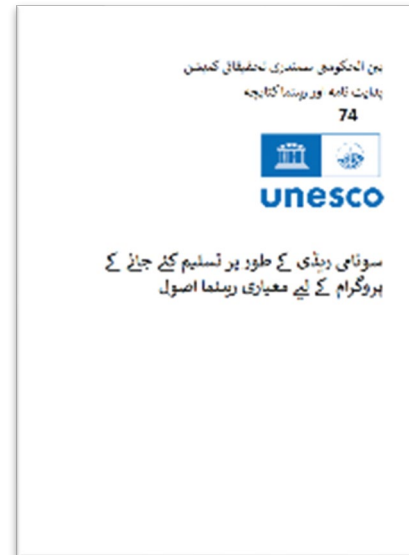 بین الحکومتی سمندری تحقیقاتی کمیشن
ہدایت نامہ اور رہنما کتابچہ
74
unesco
سونامی ریڈی کے طور پر تسلیم کئے جانے کے
پروگرام کے لیے معیاری رہنما اصول